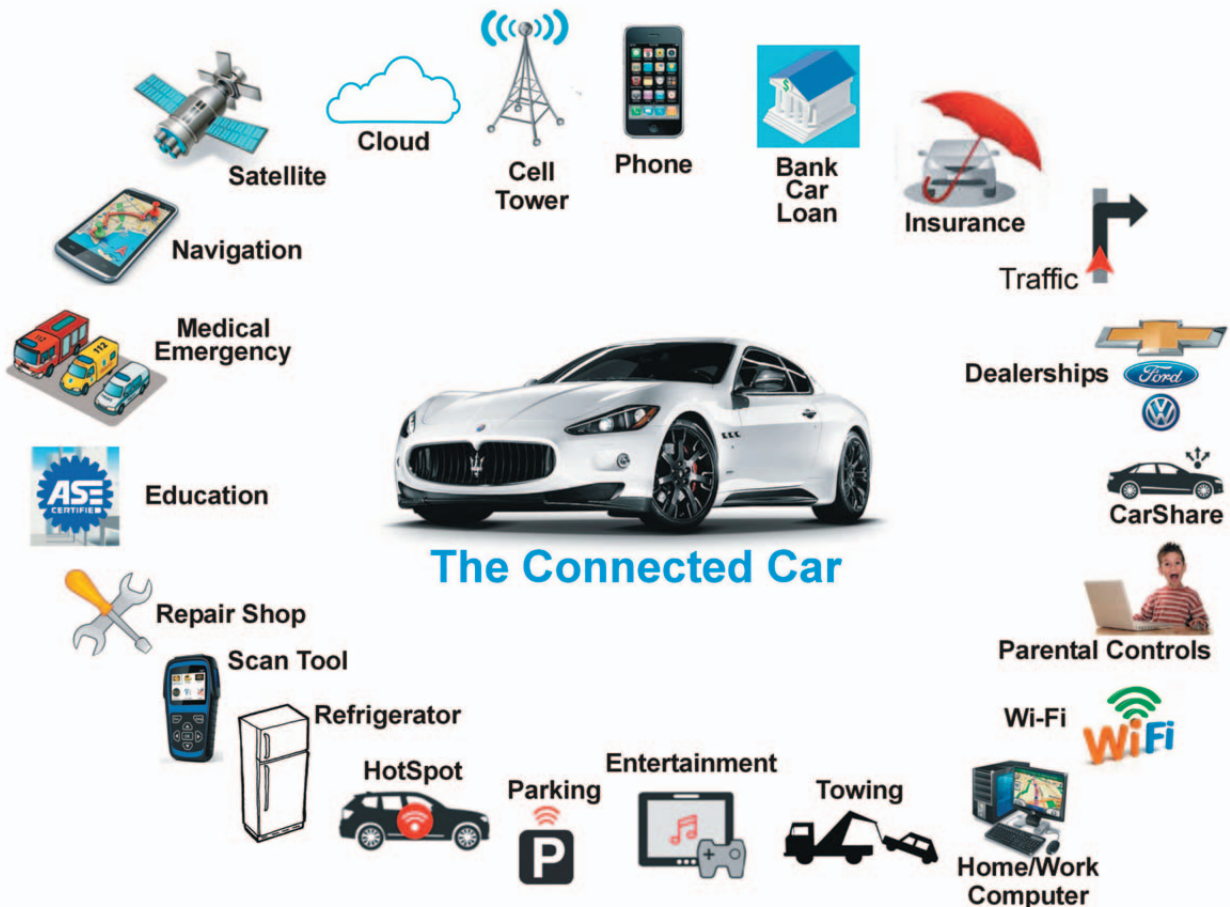 Satellite
Cloud
Cell
Tower
Phone
$
Bank
Car
Loan
Insurance
Traffic
Navigation
Medical
Emergency
112
Dealerships
Ford
VW
ASE
CERTIFIED
Education
CarShare
The Connected Car
Repair Shop
Parental Controls
Scan Tool
Refrigerator
Wi-Fi
WiFi
HotSpot
Parking
P
Entertainment
Towing
Home/Work
Computer